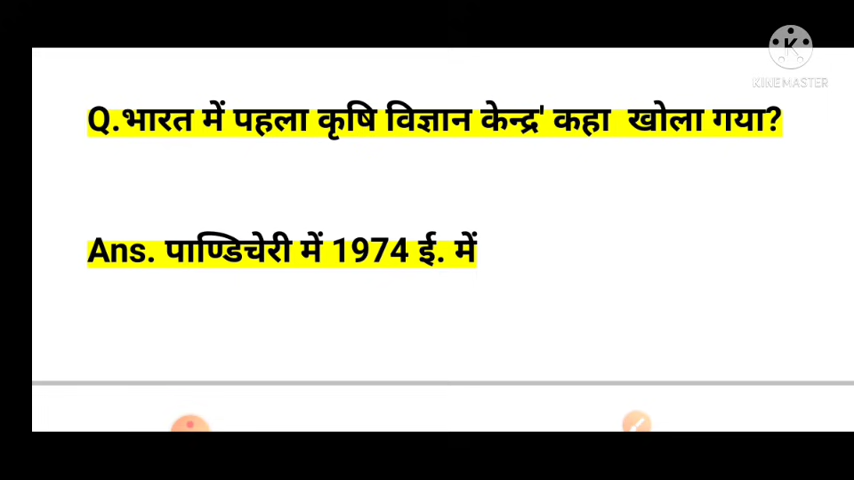 K
KINEMASTER
Q.भारत में पहला कृषि विज्ञान केन्द्र' कहा खोला गया?
Ans. पाण्डिचेरी में 1974 ई. में